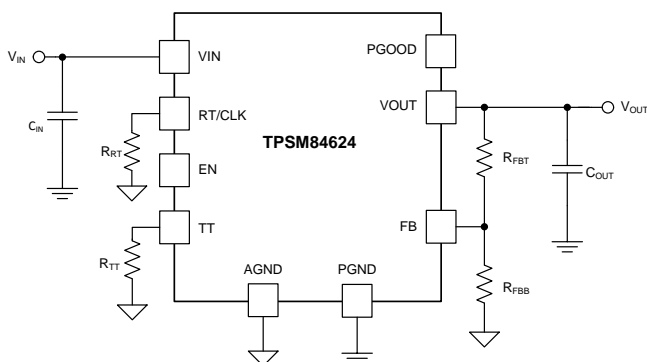 VIN
VIN
PGOOD
CIN
RT/CLK
VOUT
VOUT
TPSM84624
RRT
RFBT
COUT
EN
TT
FB
RTT
AGND
PGND
RFBB